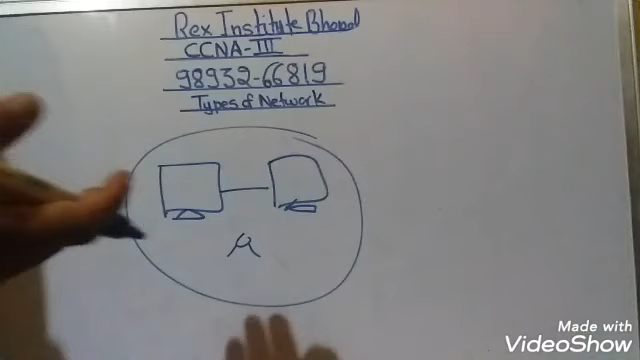 Rex Institute Bhopal
CCNA-III
98932-66819
Types of Network
Made with
VideoShow